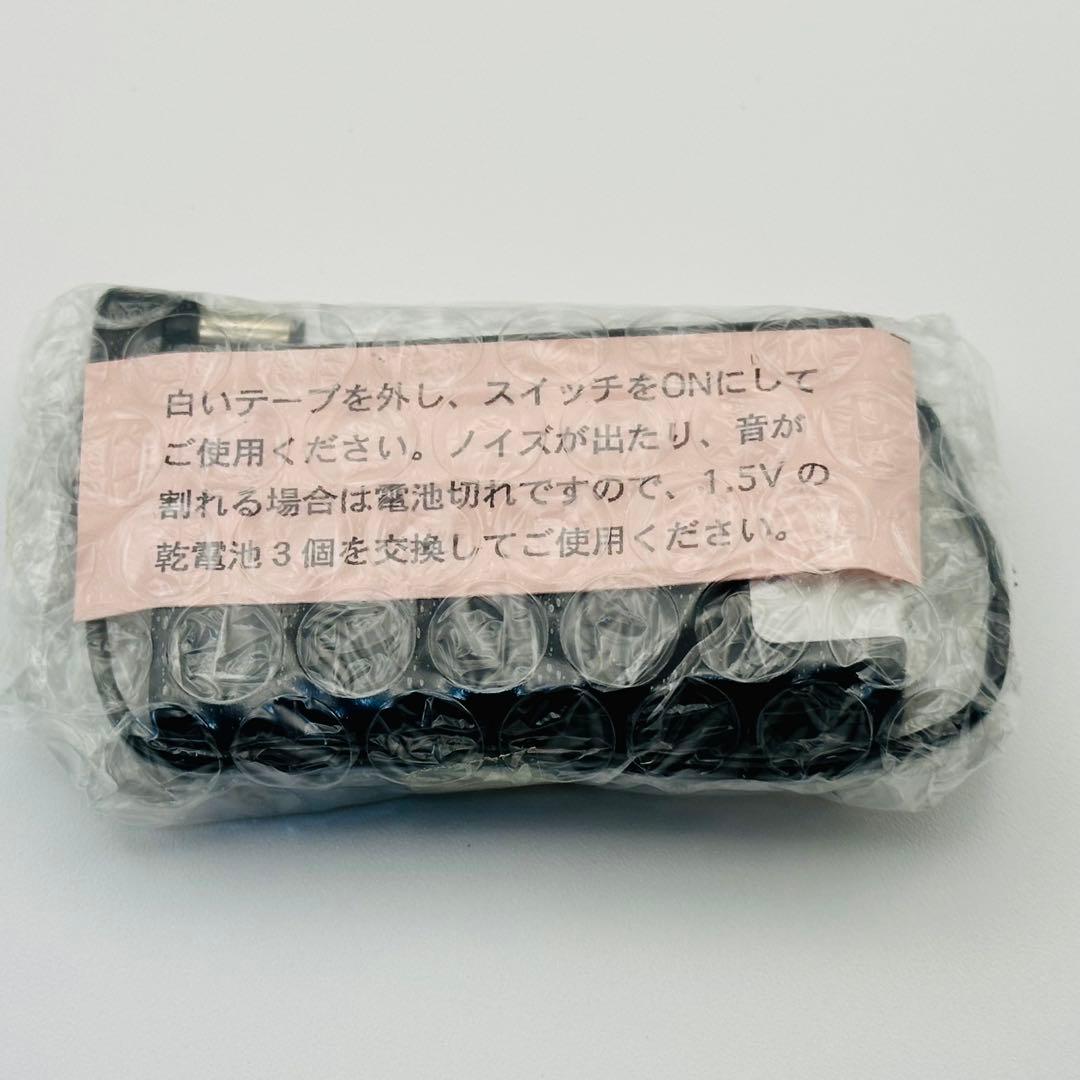 白いテープを外し、スイッチをONにして
ご使用ください。ノイズが出たり、音が
割れる場合は電池切れですので、1.5V の
乾電池3個を交換してご使用ください。